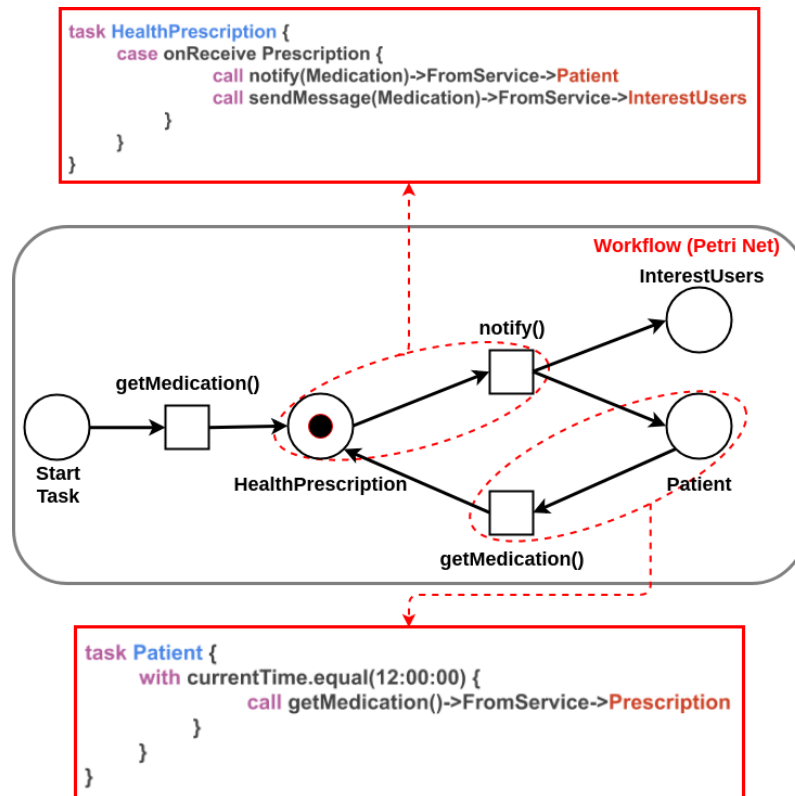 task HealthPrescription {
case onReceive Prescription {
call notify(Medication)->FromService->Patient
call sendMessage(Medication)->FromService->InterestUsers
}
}
}
Workflow (Petri Net)
InterestUsers
notify()
getMedication()
Start
Task
HealthPrescription
Patient
getMedication()
task Patient {
with currentTime.equal(12:00:00) {
call getMedication()->FromService->Prescription
}
}
}